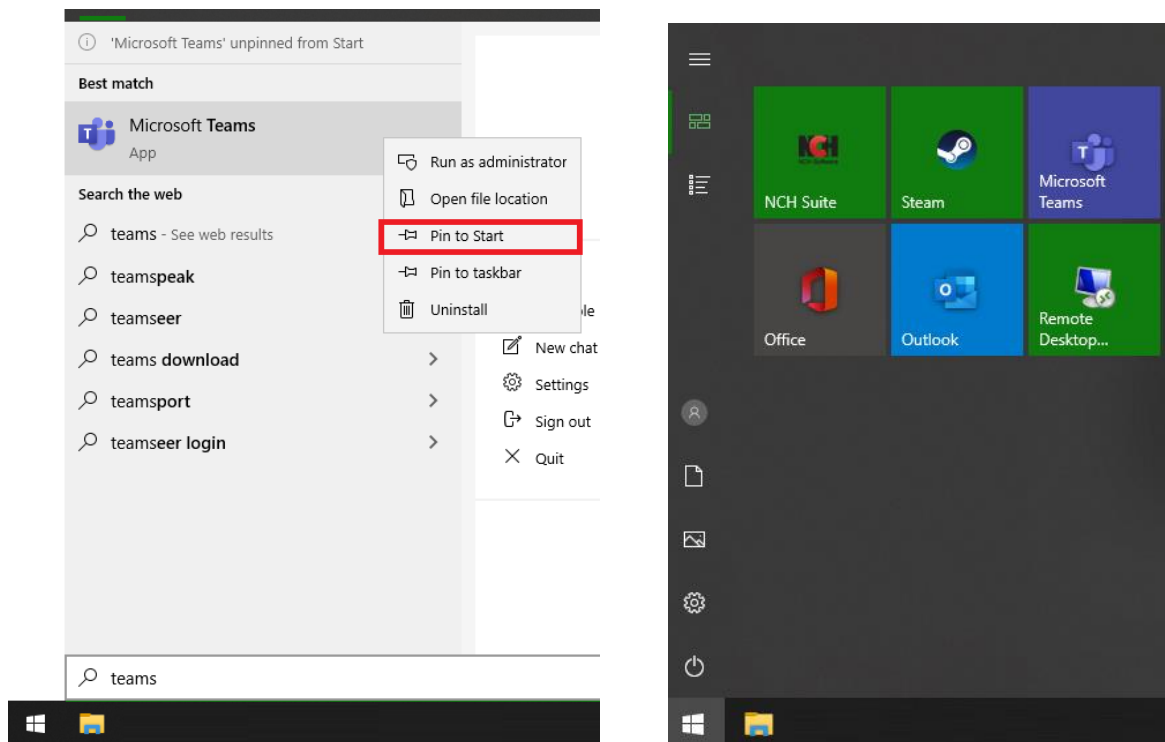 'Microsoft Teams' unpinned from Start
Best match
Microsoft Teams
App
Run as administrator
Search the web
Open file location
teams - See web results
Pin to Start
teamspeak
Pin to taskbar
teamseer
Uninstall
teams download
New chat
teamsport
Settings
teamseer login
Sign out
Quit
teams
NCH
NCH Suite
Steam
T
Microsoft
Teams
Office
Outlook
Remote
Desktop...